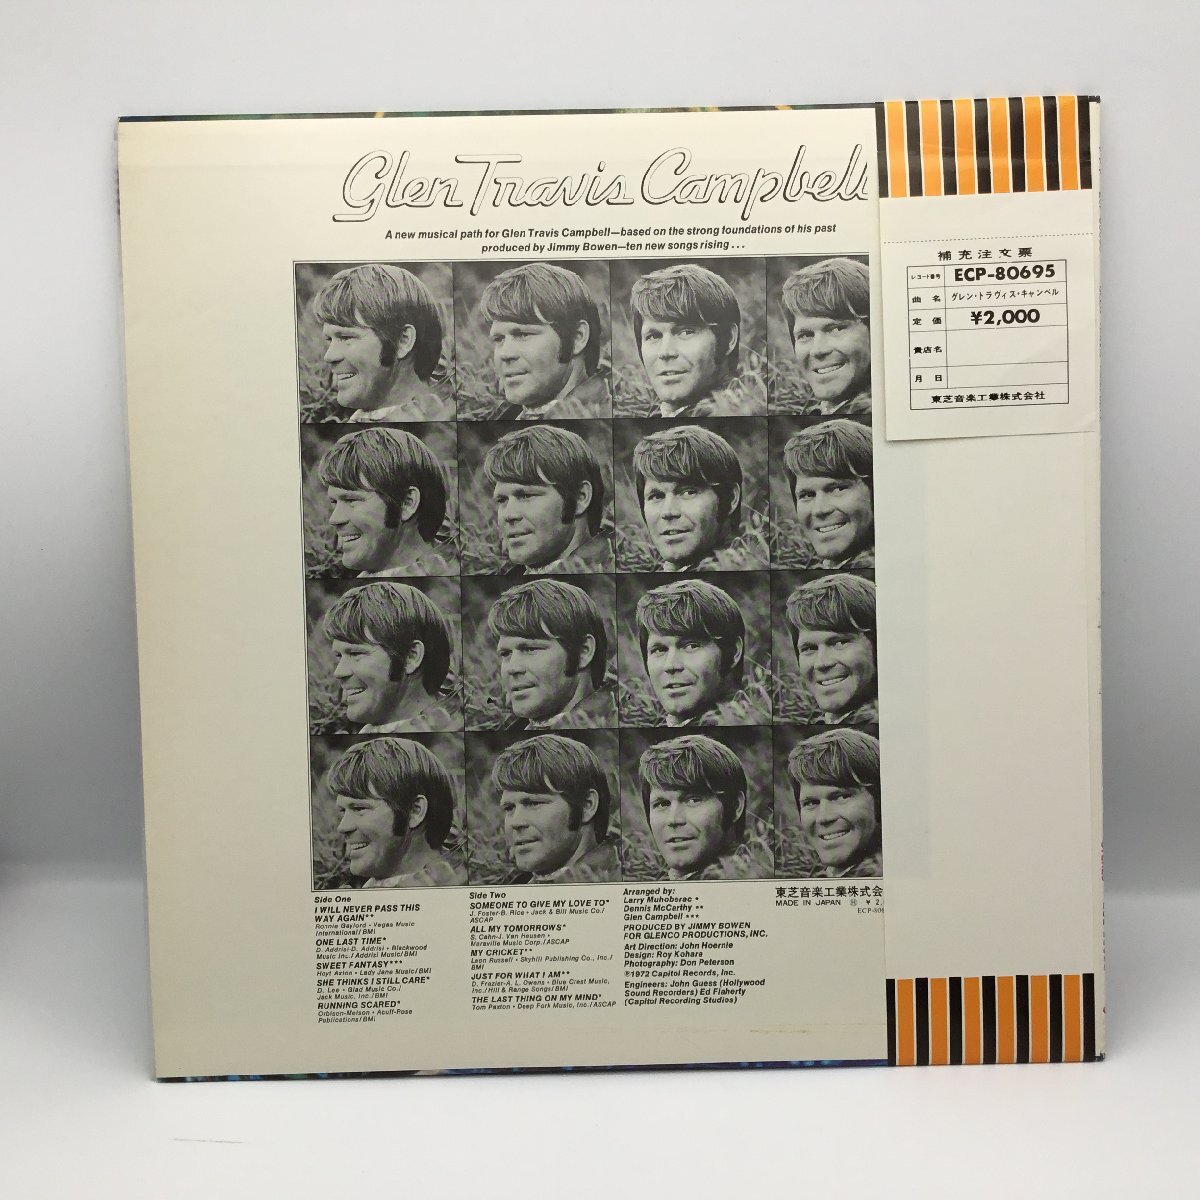 Glen Travis Campbell
A new musical path for Glen Travis Campbell—based on the strong foundations of his past
produced by Jimmy Bowen—ten new songs rising...
補充注文票
レコード番号 ECP-80695
曲名 グレン・トラヴィス・キャンベル
定価 ¥2,000
貴店名
月日
東芝音楽工業株式会社
Side One
I WILL NEVER PASS THIS
WAY AGAIN**
Ronnie Gaylord • Vegas Music
International/BMI
ONE LAST TIME*
D. Addrisi-D. Addrisi • Blackwood
Music Inc./Addrisi Music/BMI
SWEET FANTASY***
Hoyt Axton • Lady Jane Music/BMI
SHE THINKS I STILL CARE*
D. Lee • Glad Music Co./
Jack Music, Inc./BMI
RUNNING SCARED*
Orbison-Melson • Acuff-Rose
Publications/BMI
Side Two
SOMEONE TO GIVE MY LOVE TO*
J. Foster-B. Rice • Jack & Bill Music Co./
ASCAP
ALL MY TOMORROWS*
S. Cahn-J. Van Heusen •
Maraville Music Corp./ASCAP
MY CRICKET**
Leon Russell • Skyhill Publishing Co., Inc./
BMI
JUST FOR WHAT I AM**
D. Frazier-A. L. Owens • Blue Crest Music,
Inc./Hill & Range Songs/BMI
THE LAST THING ON MY MIND*
Tom Paxton • Deep Fork Music, Inc./ASCAP
Arranged by:
Larry Muhoberac *
Dennis McCarthy **
Glen Campbell ***
PRODUCED BY JIMMY BOWEN
FOR GLENCO PRODUCTIONS, INC.
Art Direction: John Hoernle
Design: Roy Kohara
Photography: Don Peterson
℗1972 Capitol Records, Inc.
Engineers: John Guess (Hollywood
Sound Recorders) Ed Flaherty
(Capitol Recording Studios)
東芝音楽工業株式会
MADE IN JAPAN ¥ 2,
ECP-806